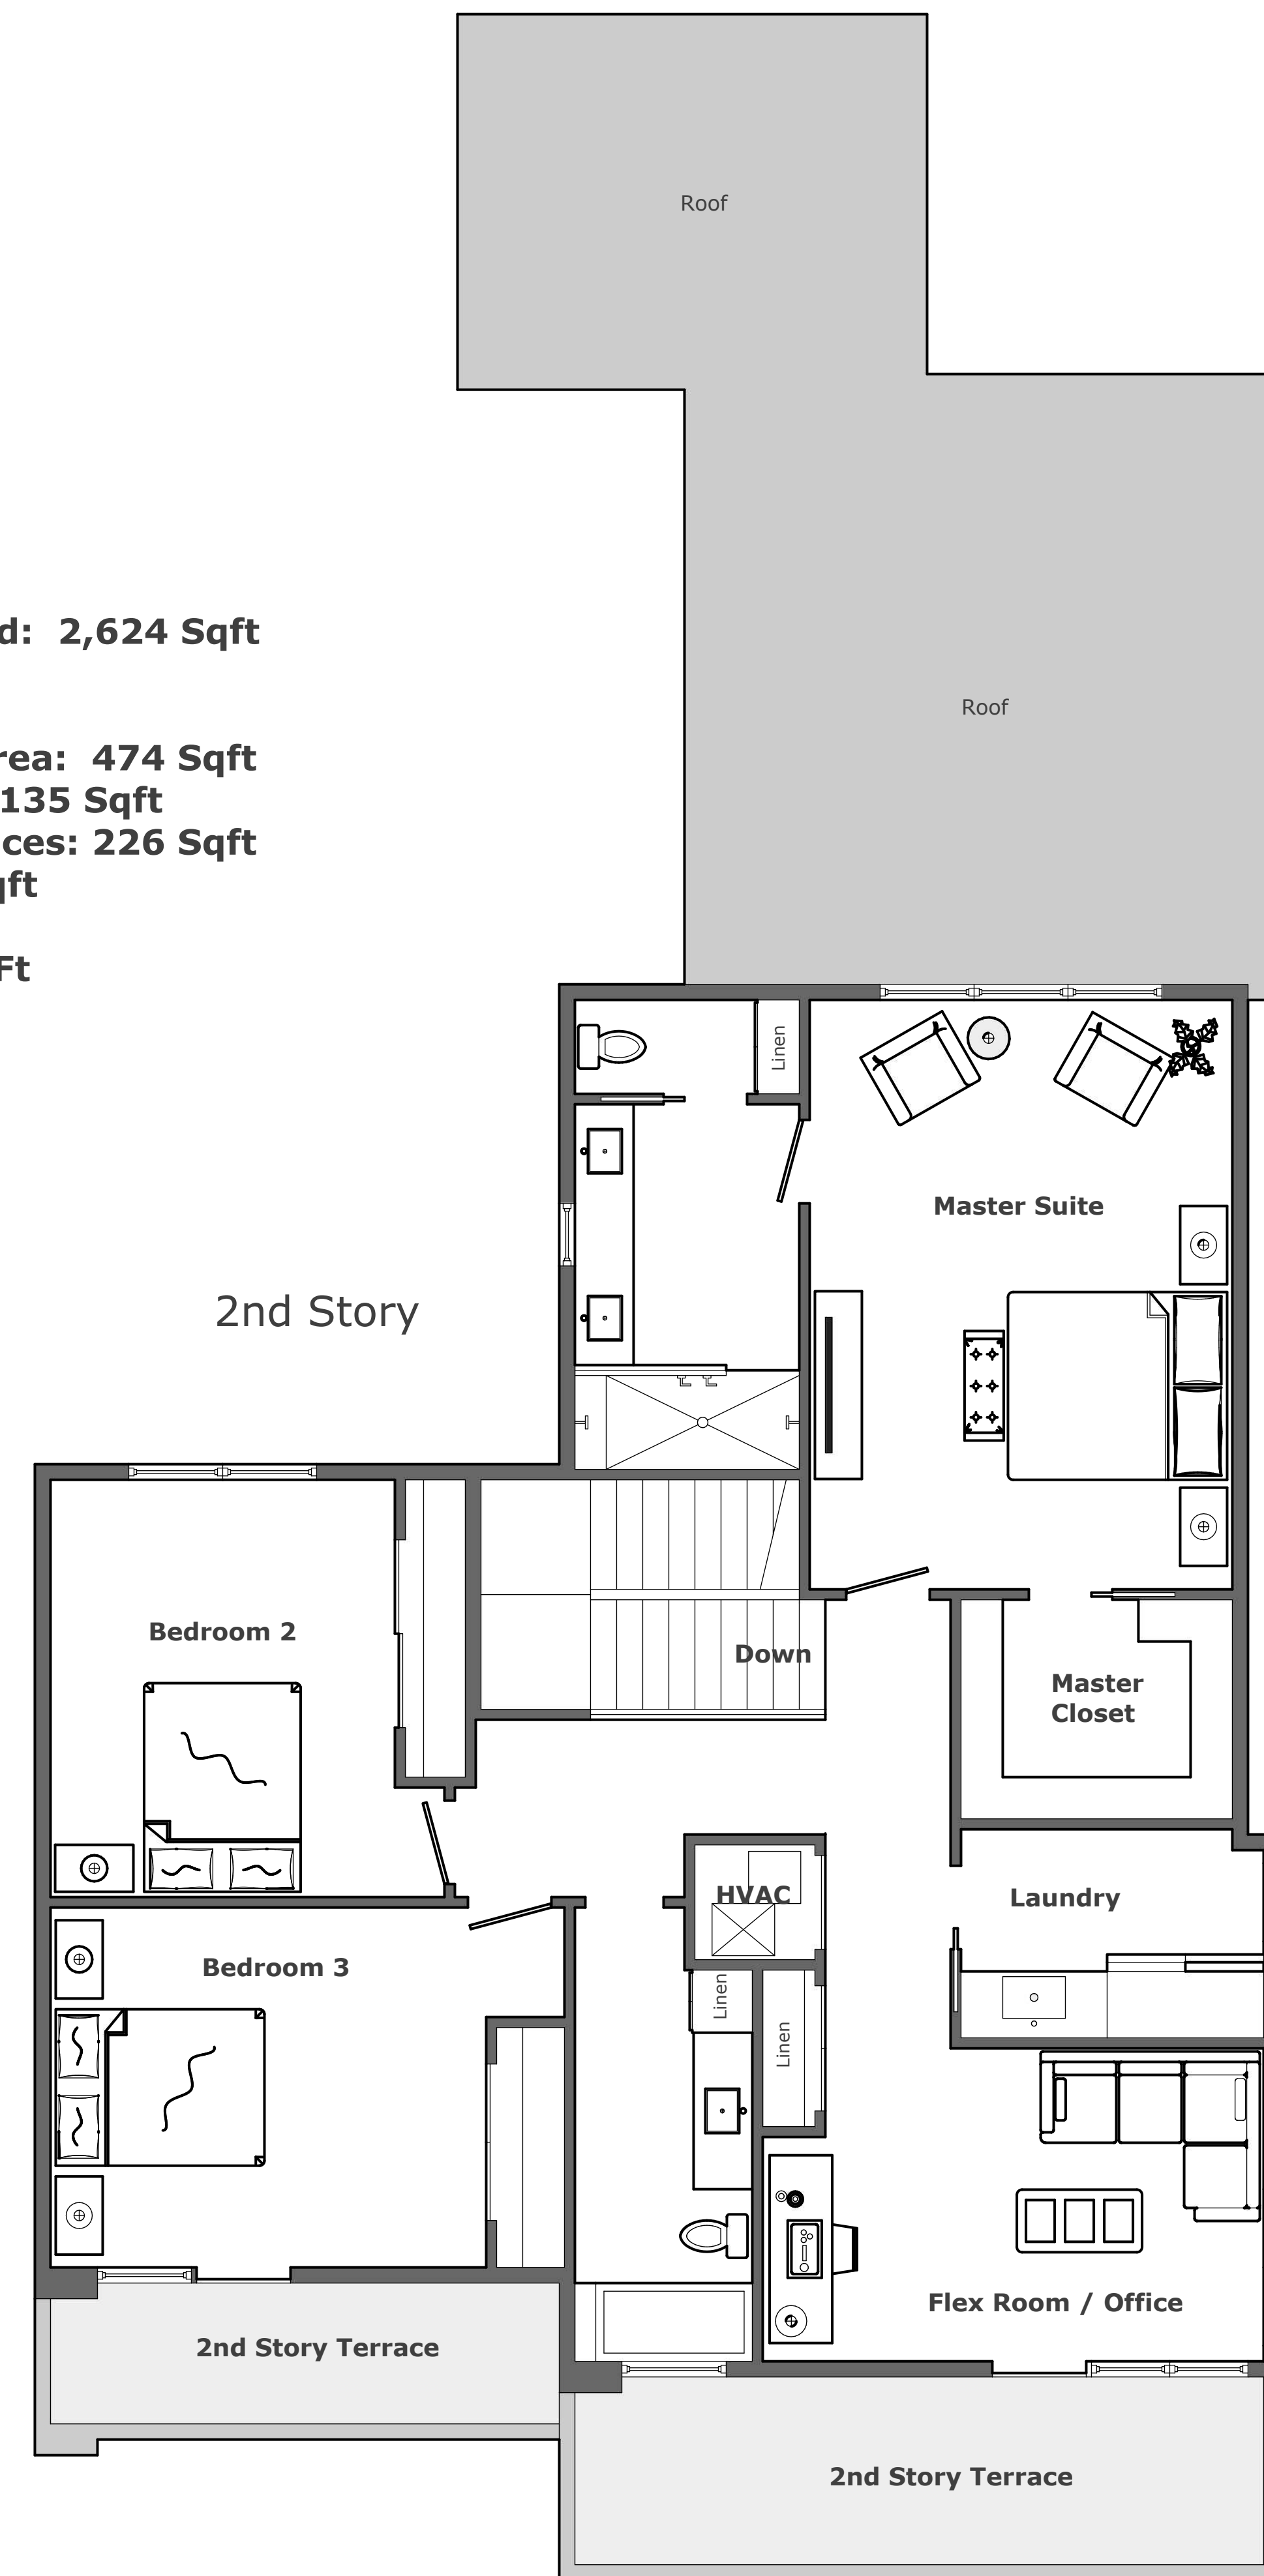 Roof
Roof
d: 2,624 Sqft
rea: 474 Sqft
135 Sqft
ces: 226 Sqft
qft
Ft
Linen
Master Suite
2nd Story
Bedroom 2
Down
Master
Closet
HVAC
Laundry
Bedroom 3
Linen
Linen
Flex Room / Office
2nd Story Terrace
2nd Story Terrace